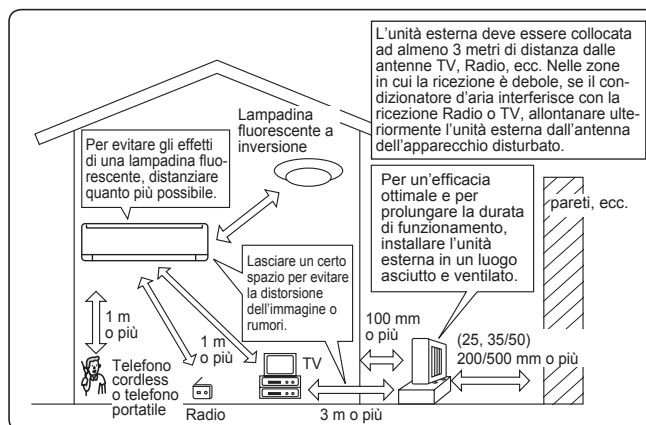 L'unità esterna deve essere collocata
ad almeno 3 metri di distanza dalle
antenne TV, Radio, ecc. Nelle zone
in cui la ricezione è debole, se il con-
dizionatore d'aria interferisce con la
ricezione Radio o TV, allontanare ulte-
riormente l'unità esterna dall'antenna
dell'apparecchio disturbato.
Lampadina
fluorescente a
inversione
Per evitare gli effetti
di una lampadina fluo-
rescente, distanziare
quanto più possibile.
Per un'efficacia
ottimale e per
prolungare la durata
di funzionamento,
installare l'unità
esterna in un luogo
asciutto e ventilato.
pareti, ecc.
Lasciare un certo
spazio per evitare
la distorsione
dell'immagine o
rumori.
1 m
o più
1 m
o più
100 mm
o più
(25, 35/50)
200/500 mm o più
Telefono
cordless
o telefono
portatile
Radio
TV
3 m o più